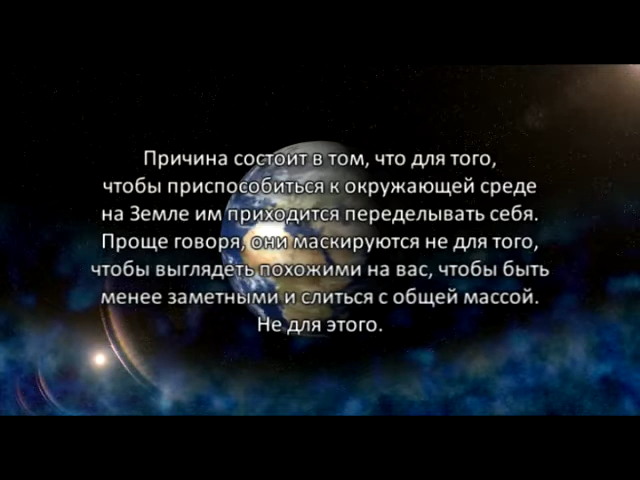 Причина состоит в том, что для того,
чтобы приспособиться к окружающей среде
на Земле им приходится переделывать себя.
Проще говоря, они маскируются не для того,
чтобы выглядеть похожими на вас, чтобы быть
менее заметными и слиться с общей массой.
Не для этого.